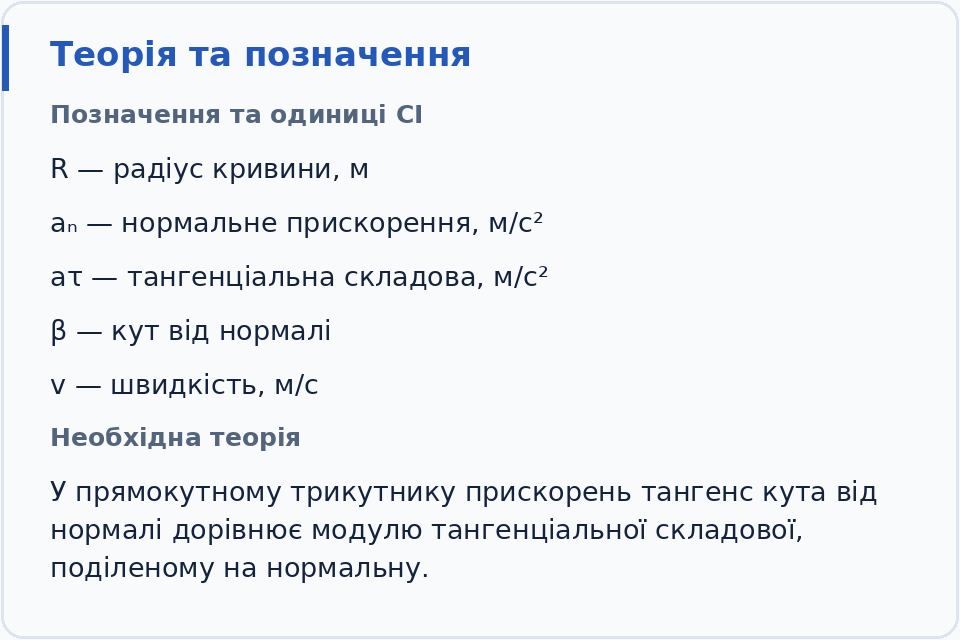 Теорія та позначення
Позначення та одиниці СІ
R — радіус кривини, м
aₙ — нормальне прискорення, м/с²
aτ — тангенціальна складова, м/с²
β — кут від нормалі
v — швидкість, м/с
Необхідна теорія
У прямокутному трикутнику прискорень тангенс кута від
нормалі дорівнює модулю тангенціальної складової,
поділеному на нормальну.